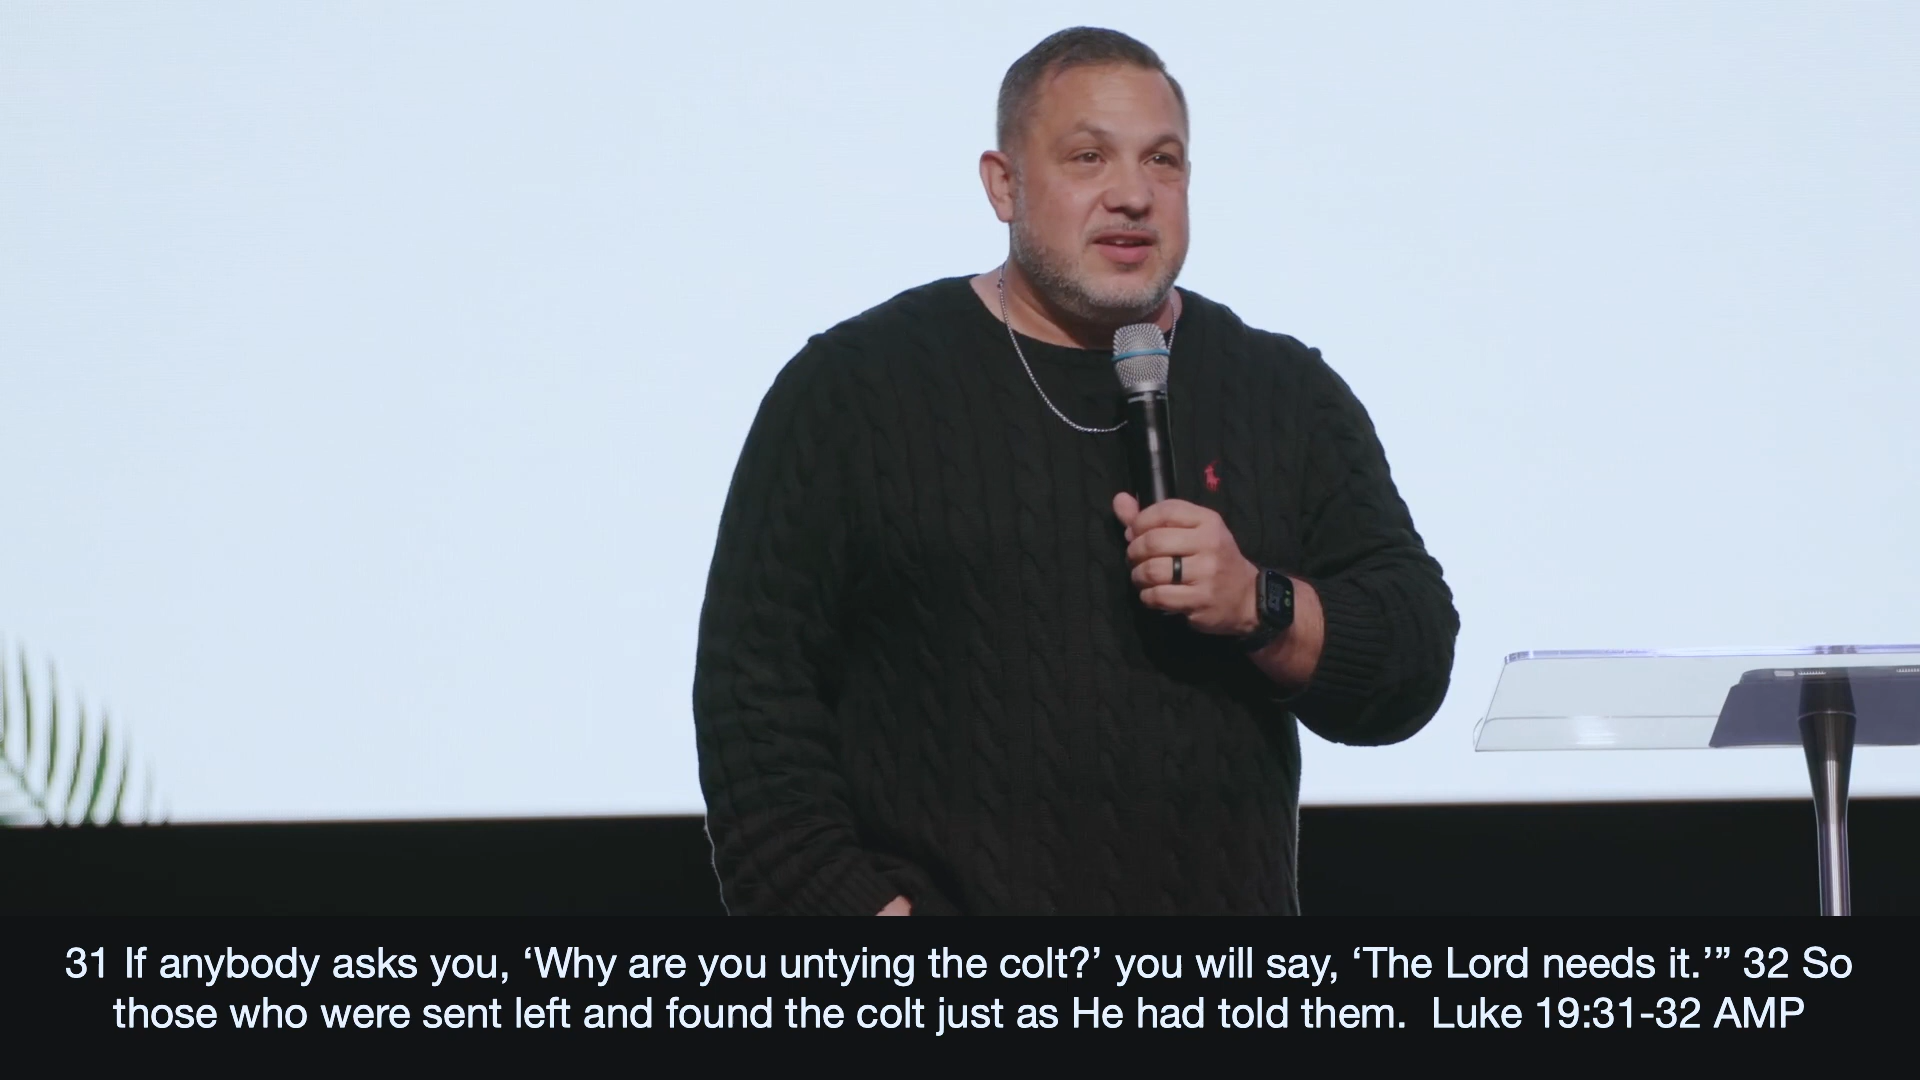 31 If anybody asks you, ‘Why are you untying the colt?’ you will say, ‘The Lord needs it.’” 32 So
those who were sent left and found the colt just as He had told them.  Luke 19:31-32 AMP